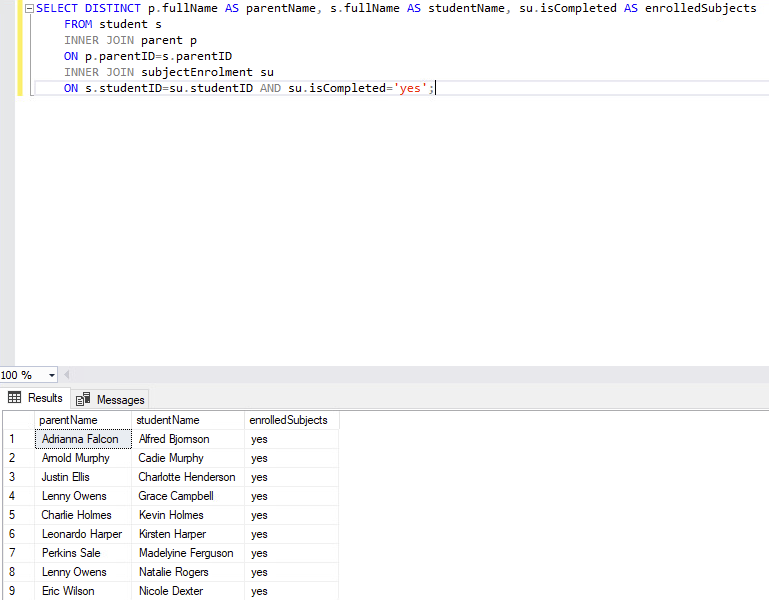 SELECT DISTINCT p.fullName AS parentName, s.fullName AS studentName, su.isCompleted AS enrolledSubjects
FROM student s
INNER JOIN parent p
ON p.parentID=s.parentID
INNER JOIN subjectEnrolment su
ON s.studentID=su.studentID AND su.isCompleted='yes';
100 %
Results Messages
parentName studentName enrolledSubjects
1 Adrianna Falcon Alfred Bjornson yes
2 Arnold Murphy Cadie Murphy yes
3 Justin Ellis Charlotte Henderson yes
4 Lenny Owens Grace Campbell yes
5 Charlie Holmes Kevin Holmes yes
6 Leonardo Harper Kirsten Harper yes
7 Perkins Sale Madelyine Ferguson yes
8 Lenny Owens Natalie Rogers yes
9 Eric Wilson Nicole Dexter yes